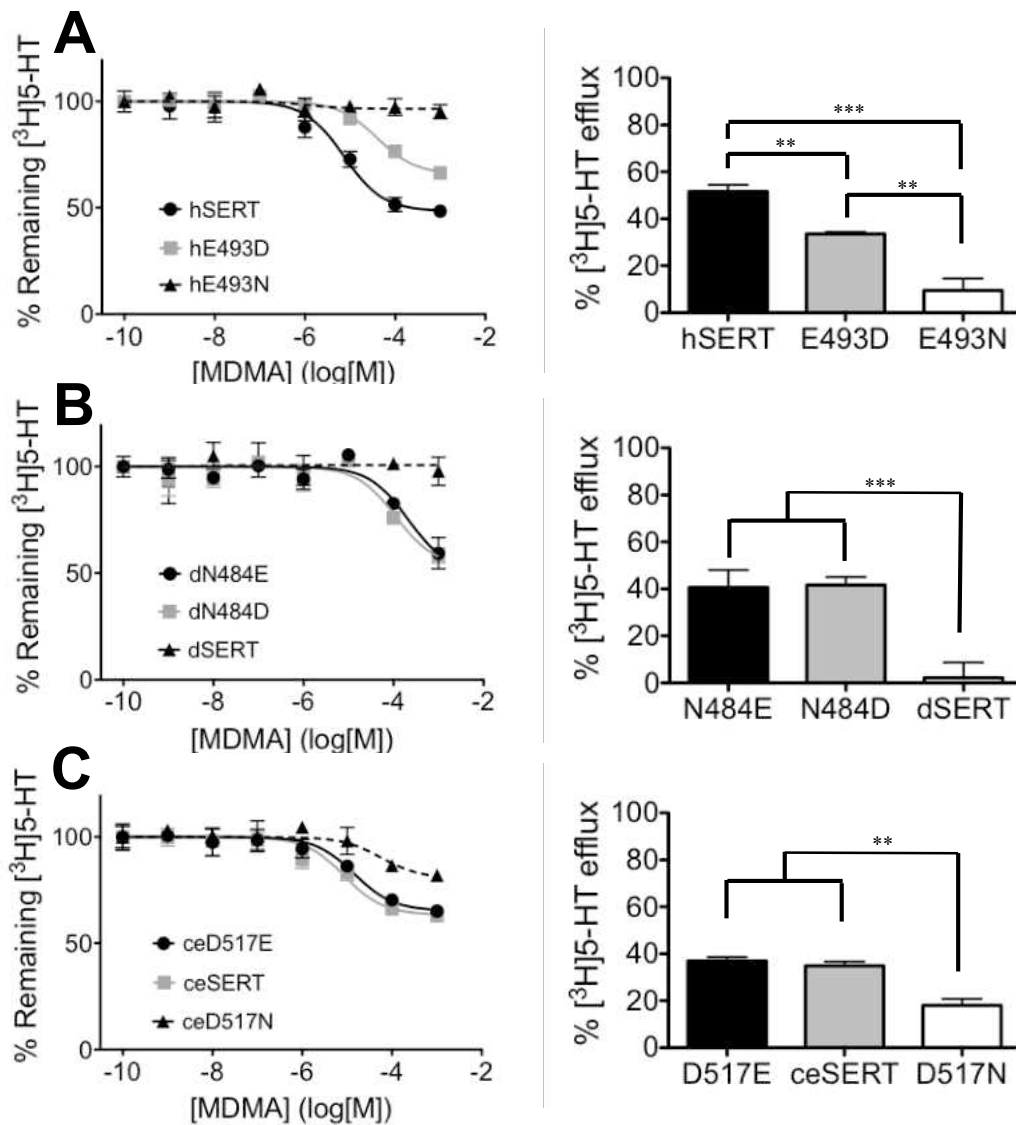 A
% Remaining [³H]5-HT
100
50
0
hSERT
hE493D
hE493N
-10 -8 -6 -4 -2
[MDMA] (log[M])
% [³H]5-HT efflux
100
80
60
40
20
0
***
**
**
hSERT E493D E493N
B
% Remaining [³H]5-HT
100
50
0
dN484E
dN484D
dSERT
-10 -8 -6 -4 -2
[MDMA] (log[M])
% [³H]5-HT efflux
100
80
60
40
20
0
***
N484E N484D dSERT
C
% Remaining [³H]5-HT
100
50
0
ceD517E
ceSERT
ceD517N
-10 -8 -6 -4 -2
[MDMA] (log[M])
% [³H]5-HT efflux
100
80
60
40
20
0
**
D517E ceSERT D517N